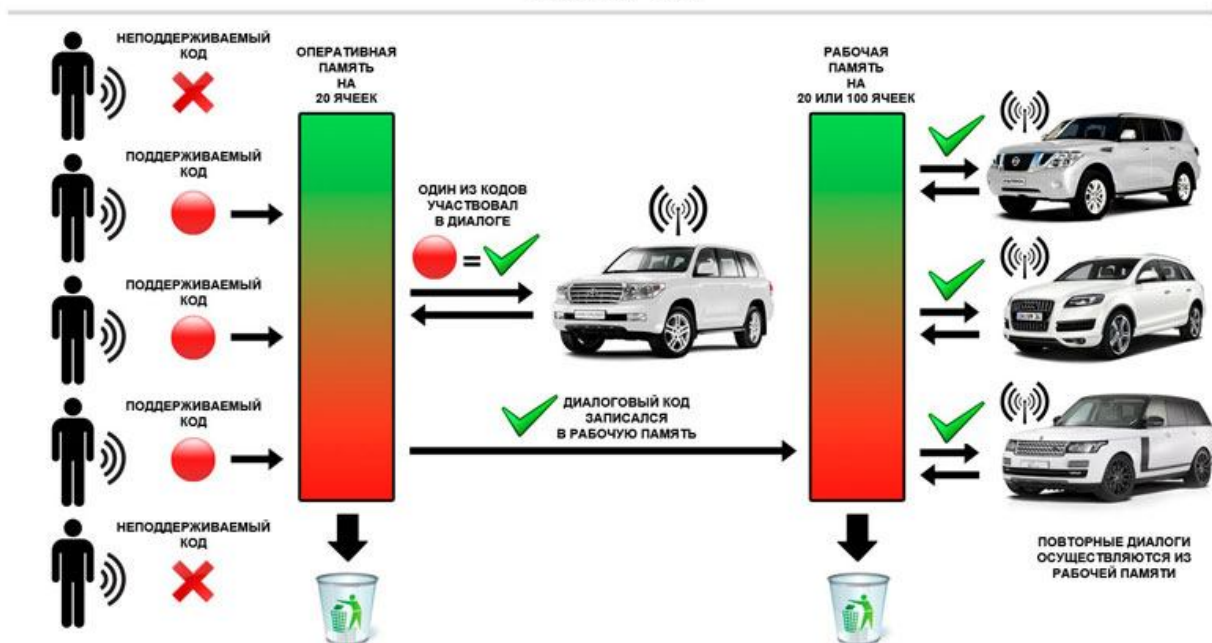 НЕПОДДЕРЖИВАЕМЫЙ
КОД
ПОДДЕРЖИВАЕМЫЙ
КОД
ПОДДЕРЖИВАЕМЫЙ
КОД
ПОДДЕРЖИВАЕМЫЙ
КОД
НЕПОДДЕРЖИВАЕМЫЙ
КОД
ОПЕРАТИВНАЯ
ПАМЯТЬ
НА
20 ЯЧЕЕК
ОДИН ИЗ КОДОВ
УЧАСТВОВАЛ
В ДИАЛОГЕ
=
ДИАЛОГОВЫЙ КОД
ЗАПИСАЛСЯ
В РАБОЧУЮ ПАМЯТЬ
РАБОЧАЯ
ПАМЯТЬ
НА
20 ИЛИ 100 ЯЧЕЕК
ПОВТОРНЫЕ ДИАЛОГИ
ОСУЩЕСТВЛЯЮТСЯ ИЗ
РАБОЧЕЙ ПАМЯТИ